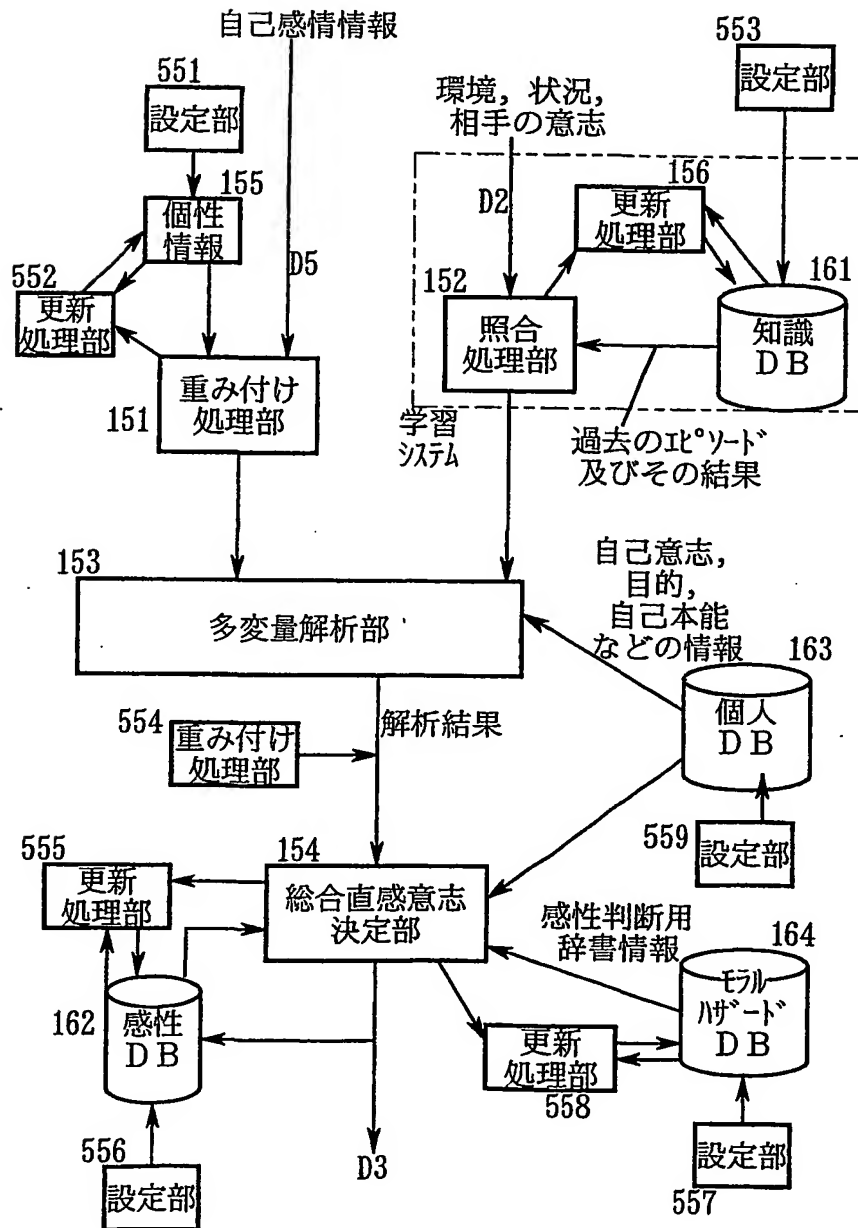 自己感情情報
551
設定部
155
個性
情報
D5
552
更新
処理部
151
重み付け
処理部
553
設定部
環境, 状況,
相手の意志
D2
156
更新
処理部
152
照合
処理部
161
知識
DB
学習
システム
過去のエピソード
及びその結果
153
多変量解析部
自己意志,
目的,
自己本能
などの情報
163
個人
DB
554
重み付け
処理部
解析結果
559
設定部
555
更新
処理部
154
総合直感意志
決定部
感性判断用
辞書情報
164
モラル
ハザード
DB
162
感性
DB
更新
処理部
558
556
設定部
D3
設定部
557